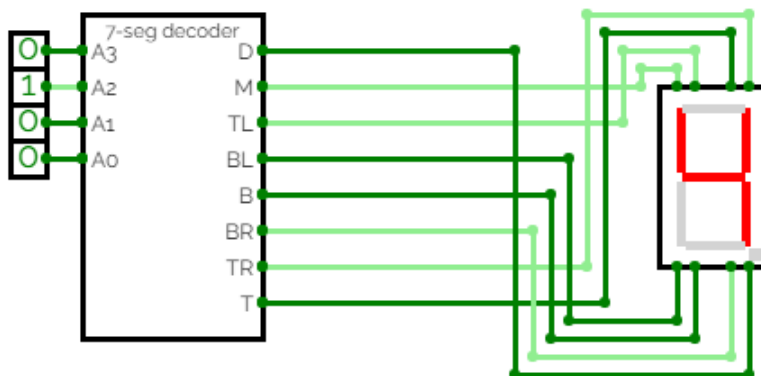 7-seg decoder
0 A3 D
1 A2 M
0 A1 TL
0 A0 BL
B
BR
TR
T